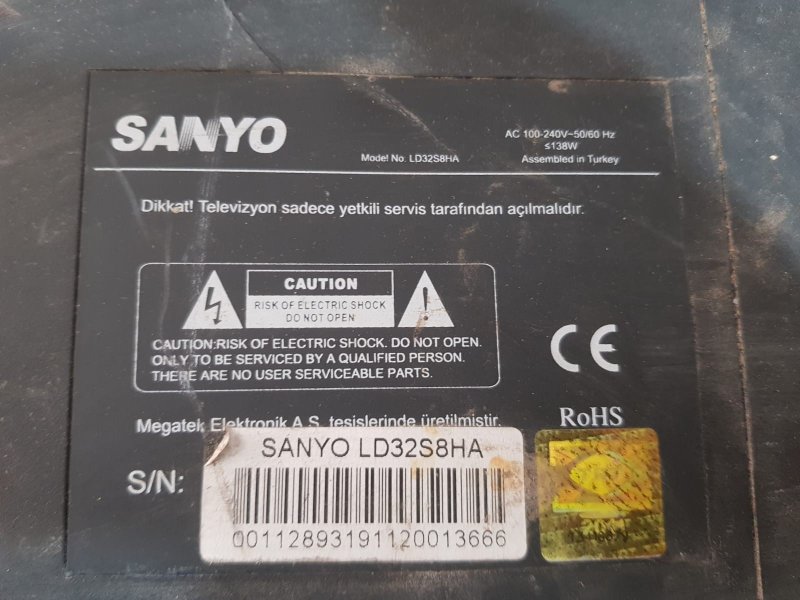 SANYO
Model No. LD32S8HA
AC 100-240V~50/60 Hz
≤138W
Assembled in Turkey
Dikkat! Televizyon sadece yetkili servis tarafından açılmalıdır.
CAUTION
RISK OF ELECTRIC SHOCK
DO NOT OPEN
CAUTION:RISK OF ELECTRIC SHOCK. DO NOT OPEN.
ONLY TO BE SERVICED BY A QUALIFIED PERSON.
THERE ARE NO USER SERVICEABLE PARTS.
CE
Megatek Elektronik A.S. tesislerinde üretilmiştir.
RoHS
S/N:
SANYO LD32S8HA
00112893191120013666